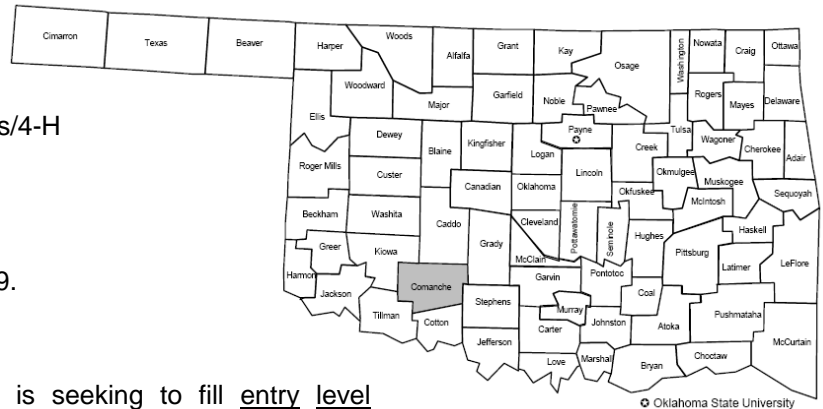 Cimarron
Texas
Beaver
Harper
Woods
Alfalfa
Grant
Kay
Osage
Washington
Nowata
Craig
Ottawa
Woodward
Major
Garfield
Noble
Pawnee
Rogers
Mayes
Delaware
s/4-H
Ellis
Dewey
Blaine
Kingfisher
Logan
Payne
Creek
Tulsa
Wagoner
Cherokee
Adair
Roger Mills
Custer
Canadian
Oklahoma
Lincoln
Okfuskee
Okmulgee
Muskogee
Sequoyah
Beckham
Washita
Caddo
Grady
Cleveland
Pottawatomie
Seminole
Hughes
McIntosh
Haskell
Greer
Kiowa
McClain
Pittsburg
Latimer
LeFlore
9.
Harmon
Jackson
Comanche
Stephens
Garvin
Pontotoc
Coal
Tillman
Cotton
Murray
Johnston
Atoka
Pushmataha
McCurtain
Jefferson
Carter
Love
Marshal
Bryan
Choctaw
is seeking to fill entry level
Oklahoma State University